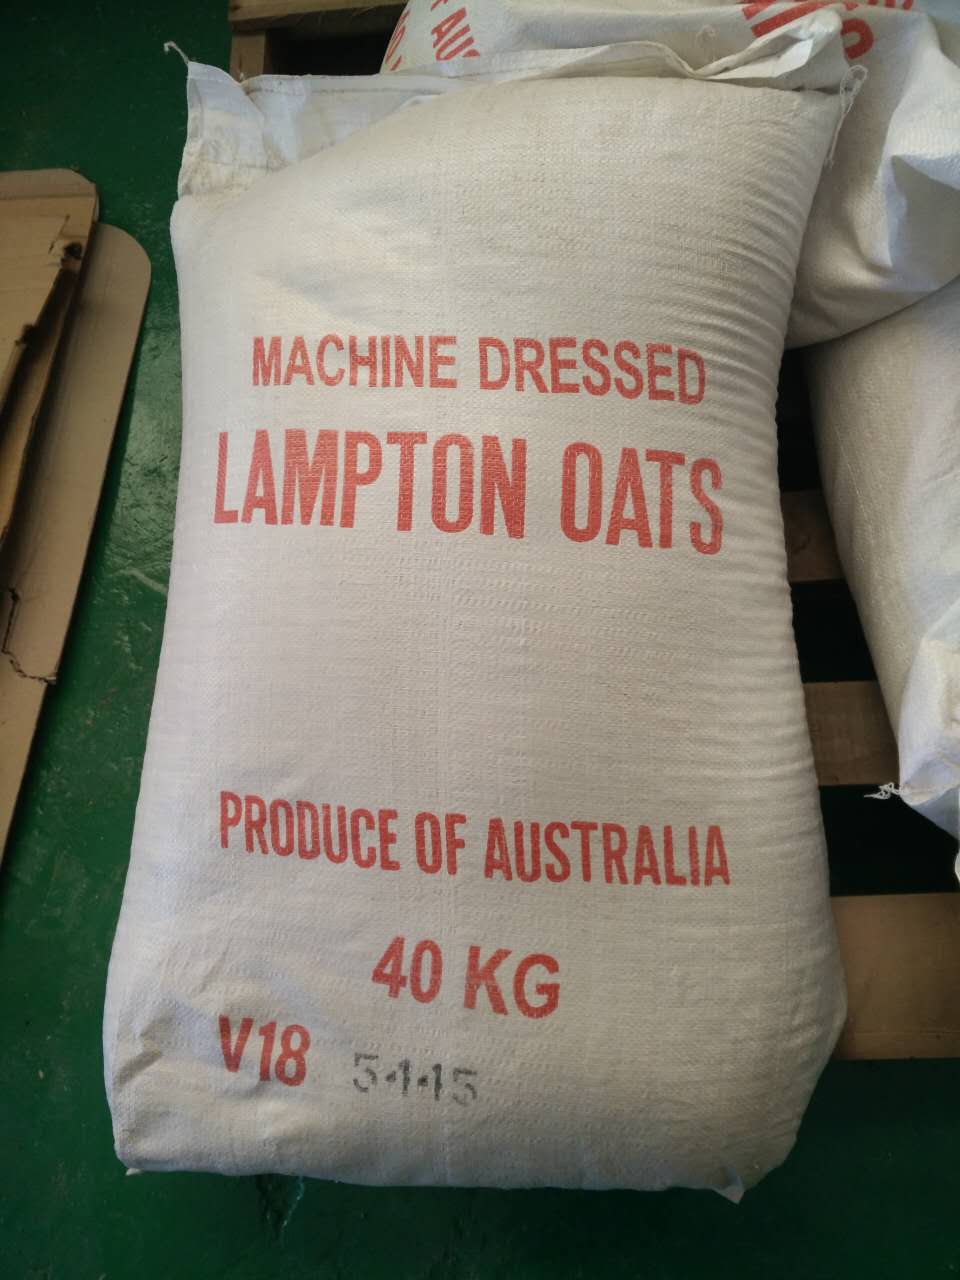 MACHINE DRESSED
LAMPTON OATS
PRODUCE OF AUSTRALIA
40 KG
V18 5445